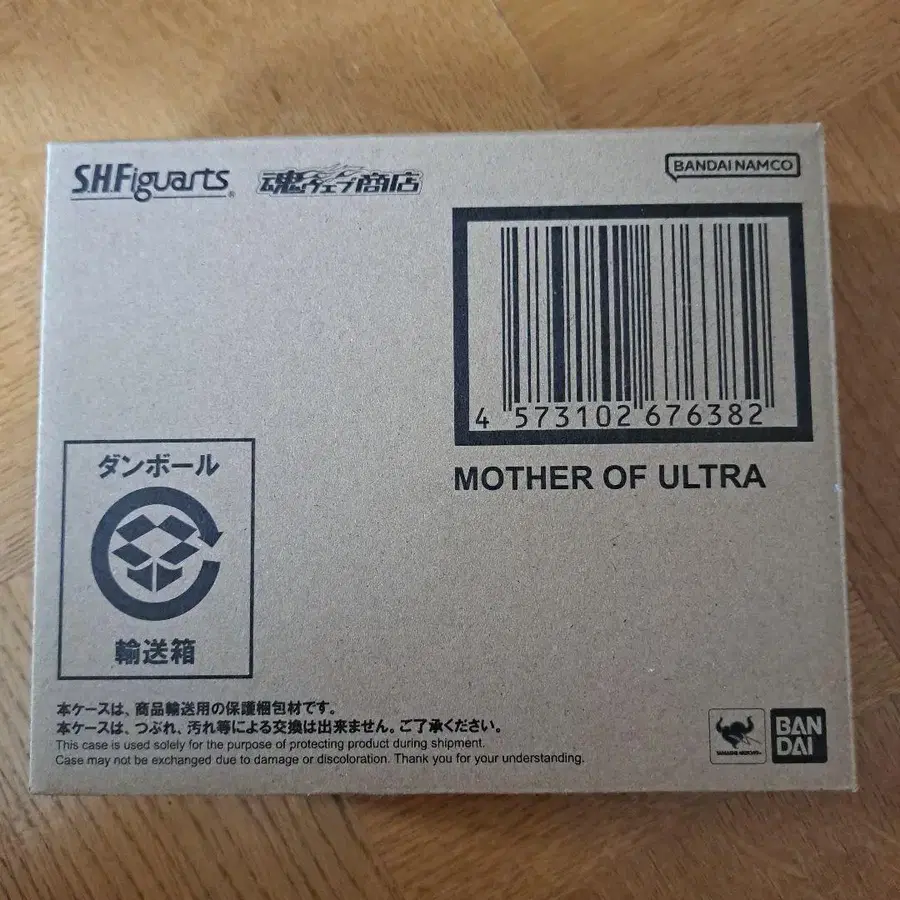 S.H.Figuarts®
魂ウェブ商店
BANDAI NAMCO
4 573102 676382
MOTHER OF ULTRA
ダンボール
輸送箱
本ケースは、商品輸送用の保護梱包材です。
本ケースは、つぶれ、汚れ等による交換は出来ません。ご了承ください。
This case is used solely for the purpose of protecting product during shipment.
Case may not be exchanged due to damage or discoloration. Thank you for your understanding.
BAN
DAI